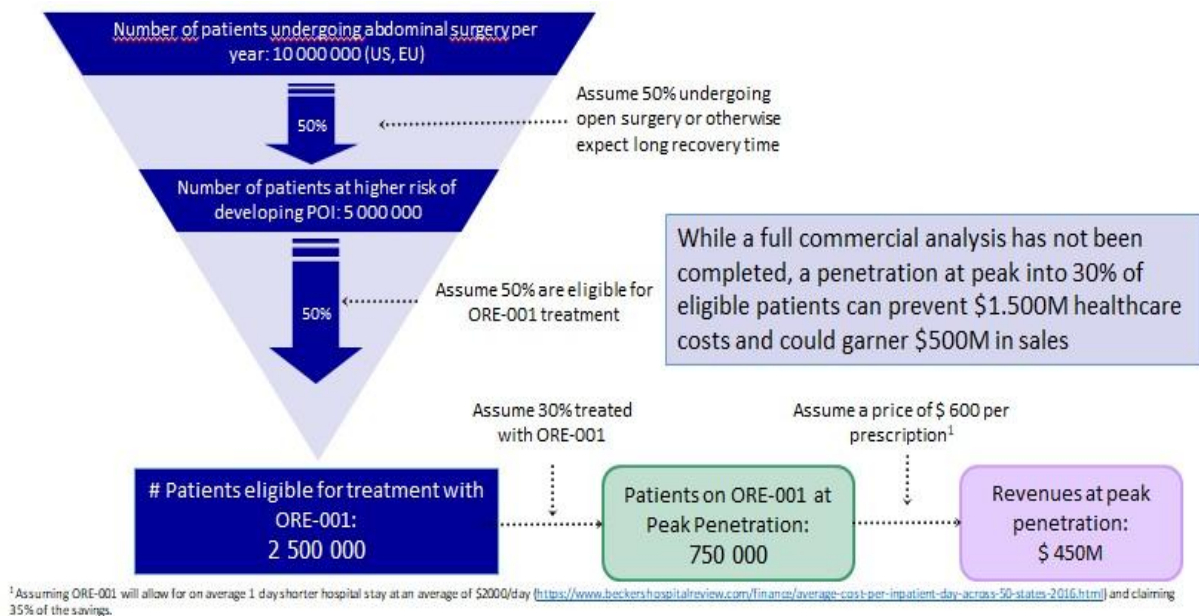 Number of patients undergoing abdominal surgery per
year: 10 000 000 (US, EU)
50%
Assume 50% undergoing
open surgery or otherwise
expect long recovery time
Number of patients at higher risk of
developing POI: 5 000 000
50%
Assume 50% are eligible for
ORE-001 treatment
While a full commercial analysis has not been
completed, a penetration at peak into 30% of
eligible patients can prevent $1.500M healthcare
costs and could garner $500M in sales
Assume 30% treated
with ORE-001
Assume a price of $ 600 per
prescription¹
# Patients eligible for treatment with
ORE-001:
2 500 000
Patients on ORE-001 at
Peak Penetration:
750 000
Revenues at peak
penetration:
$ 450M
¹ Assuming ORE-001 will allow for on average 1 day shorter hospital stay at an average of $2000/day (https://www.beckershospitalreview.com/finance/average-cost-per-inpatient-day-across-50-states-2016.html) and claiming
35% of the savings.